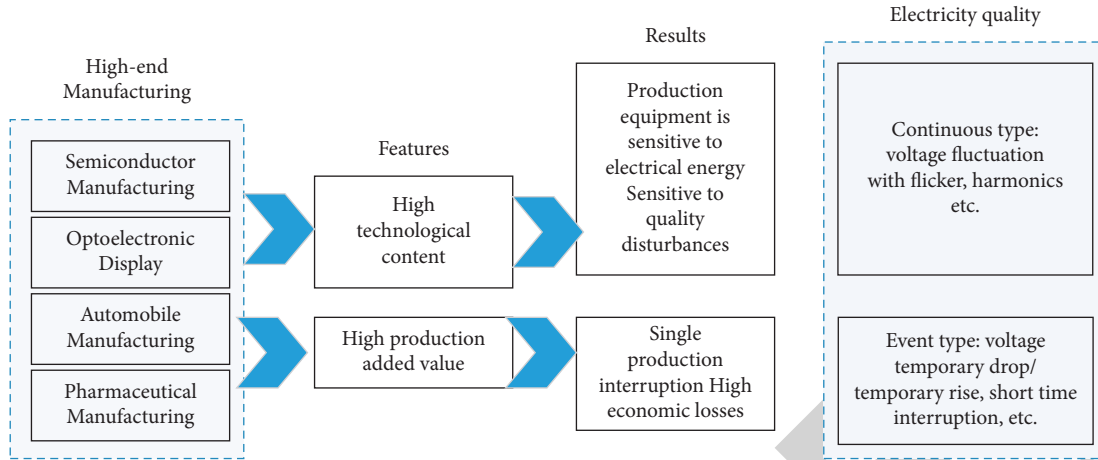 High-end
Manufacturing
Semiconductor
Manufacturing
Optoelectronic
Display
Automobile
Manufacturing
Pharmaceutical
Manufacturing
Features
High
technological
content
High production
added value
Results
Production
equipment is
sensitive to
electrical energy
Sensitive to
quality
disturbances
Single
production
interruption High
economic losses
Electricity quality
Continuous type:
voltage fluctuation
with flicker, harmonics
etc.
Event type: voltage
temporary drop/
temporary rise, short time
interruption, etc.